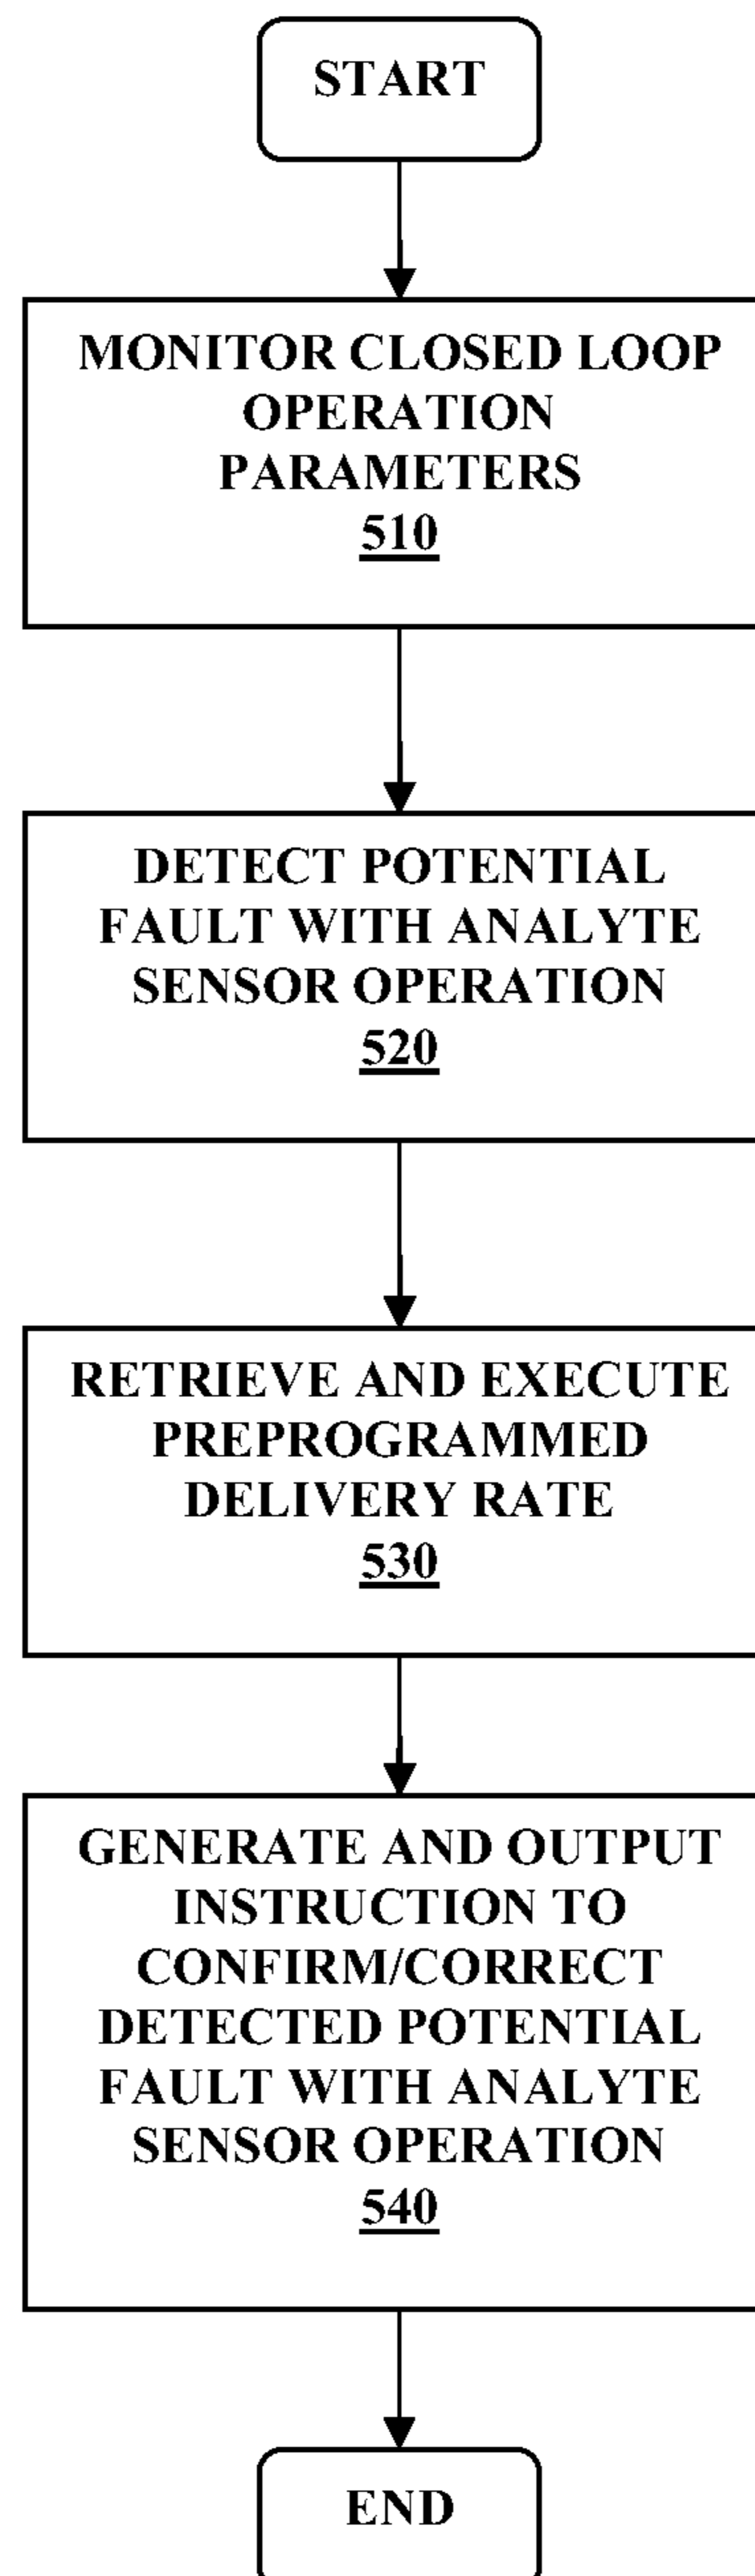 START
MONITOR CLOSED LOOP
OPERATION
PARAMETERS
510
DETECT POTENTIAL
FAULT WITH ANALYTE
SENSOR OPERATION
520
RETRIEVE AND EXECUTE
PREPROGRAMMED
DELIVERY RATE
530
GENERATE AND OUTPUT
INSTRUCTION TO
CONFIRM/CORRECT
DETECTED POTENTIAL
FAULT WITH ANALYTE
SENSOR OPERATION
540
END